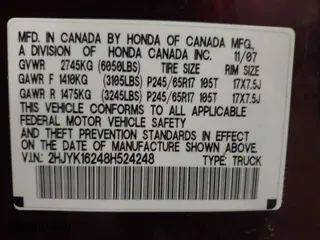 MFD. IN CANADA BY HONDA OF CANADA MFG.,
A DIVISION OF HONDA CANADA INC. 11/07
GVWR 2745KG (6050LBS) TIRE SIZE RIM SIZE
GAWR F 1410KG (3105LBS) P245/65R17 105T 17X7.5J
GAWR R 1475KG (3245LBS) P245/65R17 105T 17X7.5J
THIS VEHICLE CONFORMS TO ALL APPLICABLE
FEDERAL MOTOR VEHICLE SAFETY
AND THEFT PREVENTION STANDARDS IN EFFECT
ON THE DATE OF MANUFACTURE SHOWN ABOVE.
V.I.N: 2HJYK16248H524248 TYPE: TRUCK